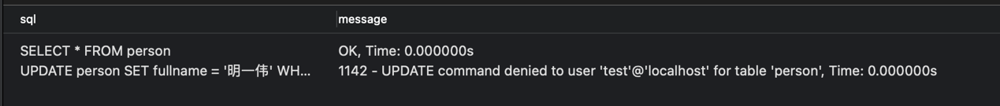 sql message
SELECT * FROM person OK, Time: 0.000000s
UPDATE person SET fullname = '明一伟' WH... 1142 - UPDATE command denied to user 'test'@'localhost' for table 'person', Time: 0.000000s